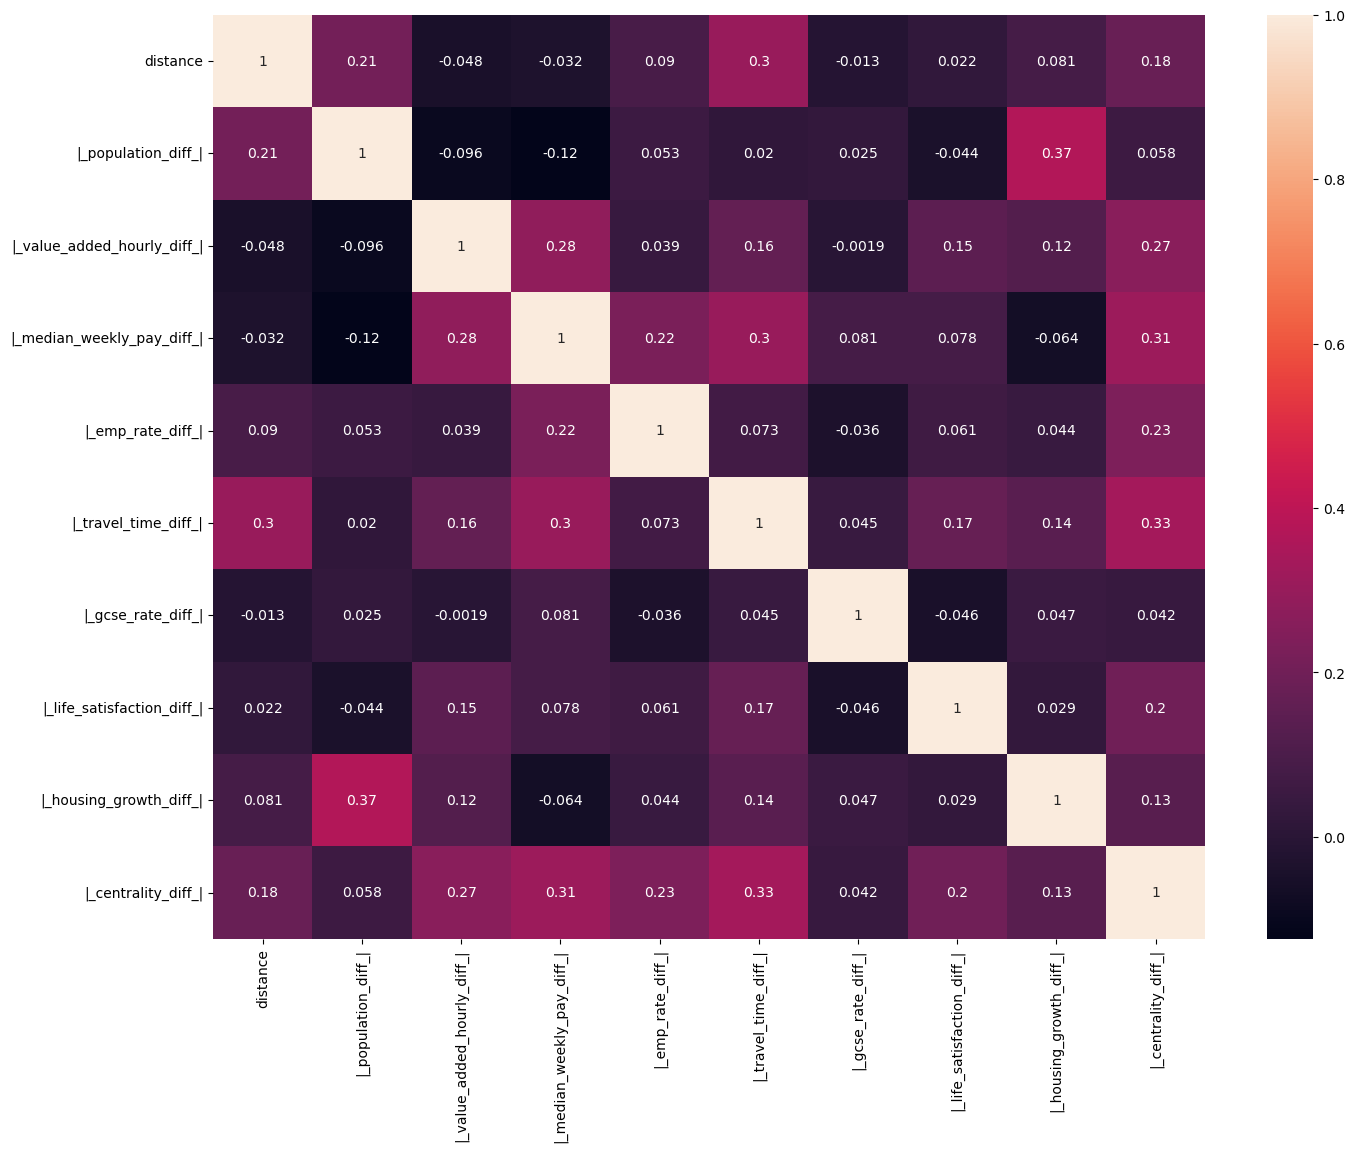 distance 1 0.21 -0.048 -0.032 0.09 0.3 -0.013 0.022 0.081 0.18
|_population_diff_| 0.21 1 -0.096 -0.12 0.053 0.02 0.025 -0.044 0.37 0.058
|_value_added_hourly_diff_| -0.048 -0.096 1 0.28 0.039 0.16 -0.0019 0.15 0.12 0.27
|_median_weekly_pay_diff_| -0.032 -0.12 0.28 1 0.22 0.3 0.081 0.078 -0.064 0.31
|_emp_rate_diff_| 0.09 0.053 0.039 0.22 1 0.073 -0.036 0.061 0.044 0.23
|_travel_time_diff_| 0.3 0.02 0.16 0.3 0.073 1 0.045 0.17 0.14 0.33
|_gcse_rate_diff_| -0.013 0.025 -0.0019 0.081 -0.036 0.045 1 -0.046 0.047 0.042
|_life_satisfaction_diff_| 0.022 -0.044 0.15 0.078 0.061 0.17 -0.046 1 0.029 0.2
|_housing_growth_diff_| 0.081 0.37 0.12 -0.064 0.044 0.14 0.047 0.029 1 0.13
|_centrality_diff_| 0.18 0.058 0.27 0.31 0.23 0.33 0.042 0.2 0.13 1
distance
|_population_diff_|
|_value_added_hourly_diff_|
|_median_weekly_pay_diff_|
|_emp_rate_diff_|
|_travel_time_diff_|
|_gcse_rate_diff_|
|_life_satisfaction_diff_|
|_housing_growth_diff_|
|_centrality_diff_|
1.0
0.8
0.6
0.4
0.2
0.0